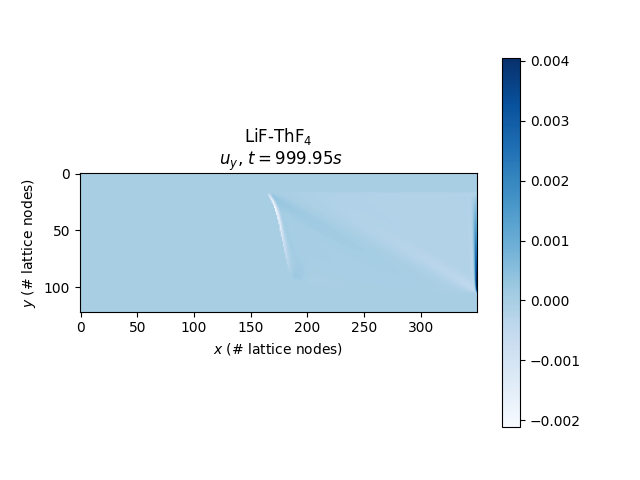 LiF-ThF₄
u_y, t = 999.95s
0
50
100
y (# lattice nodes)
0 50 100 150 200 250 300
x (# lattice nodes)
0.004
0.003
0.002
0.001
0.000
−0.001
−0.002